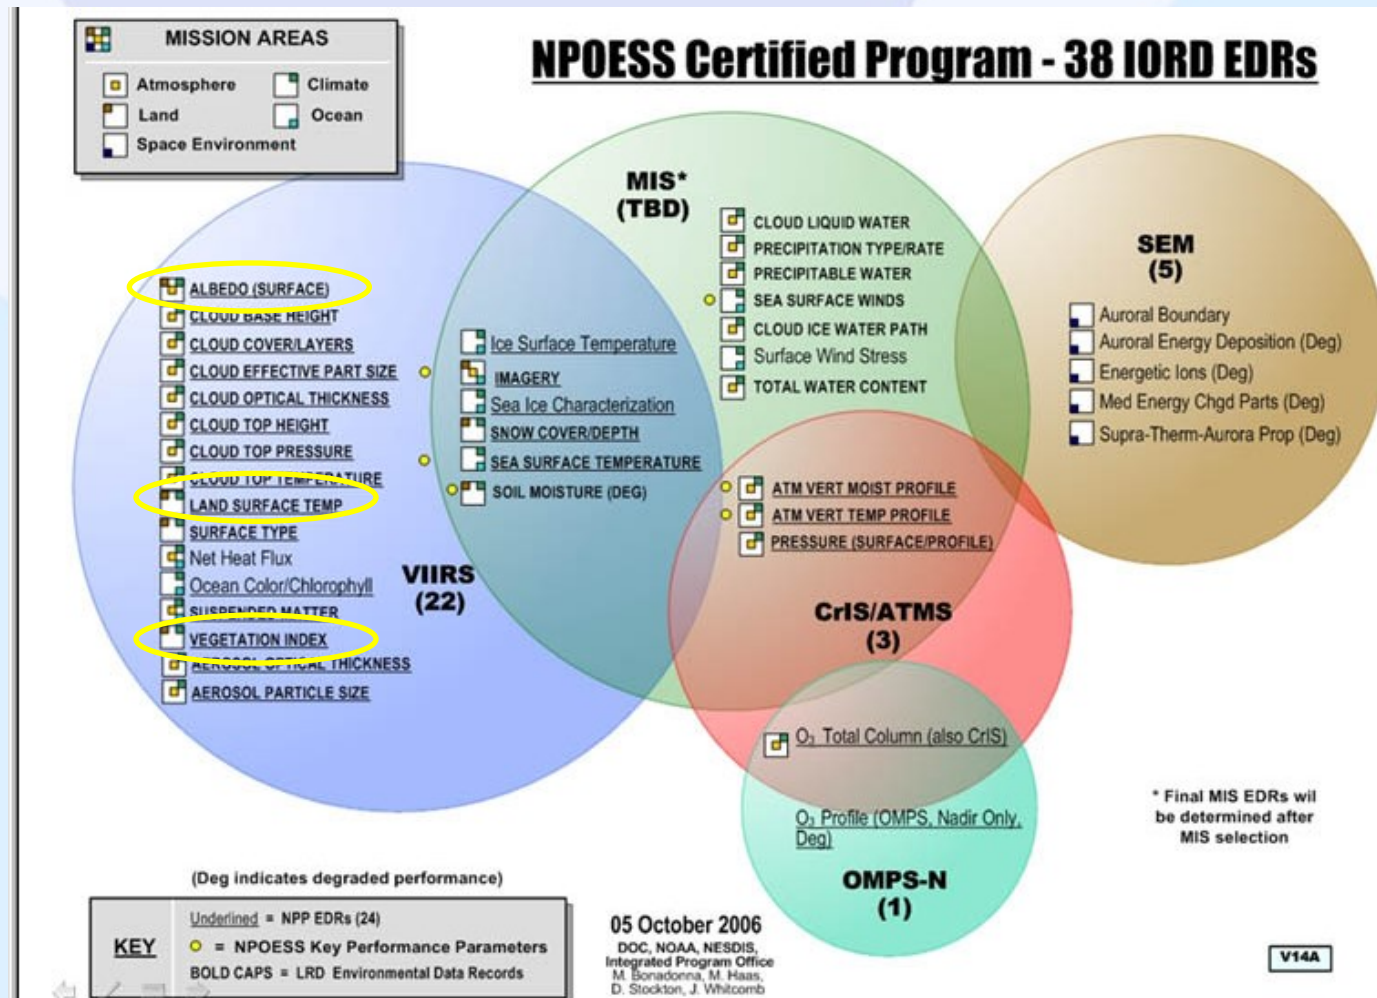 MISSION AREAS
Atmosphere
Climate
Land
Ocean
Space Environment
NPOESS Certified Program - 38 IORD EDRs
MIS*
(TBD)
CLOUD LIQUID WATER
PRECIPITATION TYPE/RATE
PRECIPITABLE WATER
SEA SURFACE WINDS
CLOUD ICE WATER PATH
Surface Wind Stress
TOTAL WATER CONTENT
SEM
(5)
Auroral Boundary
Auroral Energy Deposition (Deg)
Energetic Ions (Deg)
Med Energy Chgd Parts (Deg)
Supra-Therm-Aurora Prop (Deg)
ALBEDO (SURFACE)
CLOUD BASE HEIGHT
CLOUD COVER/LAYERS
CLOUD EFFECTIVE PART SIZE
CLOUD OPTICAL THICKNESS
CLOUD TOP HEIGHT
CLOUD TOP PRESSURE
CLOUD TOP TEMPERATURE
LAND SURFACE TEMP
SURFACE TYPE
Net Heat Flux
Ocean Color/Chlorophyll
SUSPENDED MATTER
VEGETATION INDEX
AEROSOL OPTICAL THICKNESS
AEROSOL PARTICLE SIZE
VIIRS
(22)
Ice Surface Temperature
IMAGERY
Sea Ice Characterization
SNOW COVER/DEPTH
SEA SURFACE TEMPERATURE
SOIL MOISTURE (DEG)
ATM VERT MOIST PROFILE
ATM VERT TEMP PROFILE
PRESSURE (SURFACE/PROFILE)
CrIS/ATMS
(3)
O₃ Total Column (also CrIS)
O₃ Profile (OMPS, Nadir Only,
Deg)
OMPS-N
(1)
* Final MIS EDRs wil
be determined after
MIS selection
(Deg indicates degraded performance)
KEY
Underlined = NPP EDRs (24)
= NPOESS Key Performance Parameters
BOLD CAPS = LRD Environmental Data Records
05 October 2006
DOC, NOAA, NESDIS,
Integrated Program Office
M. Bonadonna, M. Haas,
D. Stockton, J. Whitcomb
V14A